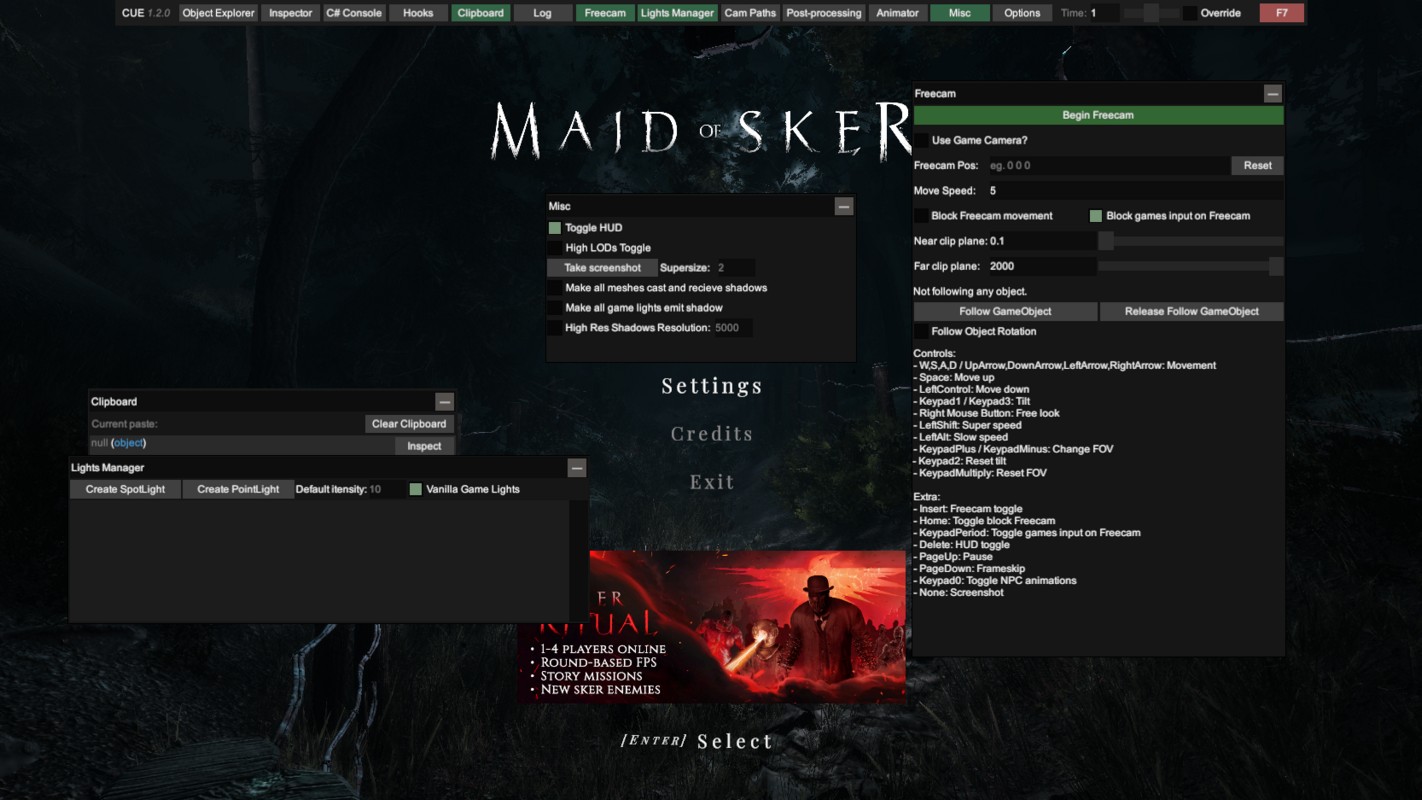 CUE 1.2.0 Object Explorer Inspector C# Console Hooks Clipboard Log Freecam Lights Manager Cam Paths Post-processing Animator Misc Options Time: 1 Override F7
MAID OF SKER
Freecam
Begin Freecam
Use Game Camera?
Freecam Pos: eg. 0 0 0 Reset
Move Speed: 5
Block Freecam movement Block games input on Freecam
Near clip plane: 0.1
Far clip plane: 2000
Not following any object.
Follow GameObject Release Follow GameObject
Follow Object Rotation
Controls:
- W,S,A,D / UpArrow,DownArrow,LeftArrow,RightArrow: Movement
- Space: Move up
- LeftControl: Move down
- Keypad1 / Keypad3: Tilt
- Right Mouse Button: Free look
- LeftShift: Super speed
- LeftAlt: Slow speed
- KeypadPlus / KeypadMinus: Change FOV
- Keypad2: Reset tilt
- KeypadMultiply: Reset FOV
Extra:
- Insert: Freecam toggle
- Home: Toggle block Freecam
- KeypadPeriod: Toggle games input on Freecam
- Delete: HUD toggle
- PageUp: Pause
- PageDown: Frameskip
- Keypad0: Toggle NPC animations
- None: Screenshot
Misc
Toggle HUD
High LODs Toggle
Take screenshot Supersize: 2
Make all meshes cast and recieve shadows
Make all game lights emit shadow
High Res Shadows Resolution: 5000
Settings
Credits
Exit
Clipboard
Current paste: Clear Clipboard
null (object) Inspect
Lights Manager
Create SpotLight Create PointLight Default itensity: 10 Vanilla Game Lights
ER
RITUAL
• 1-4 PLAYERS ONLINE
• ROUND-BASED FPS
• STORY MISSIONS
• NEW SKER ENEMIES
[ENTER] Select